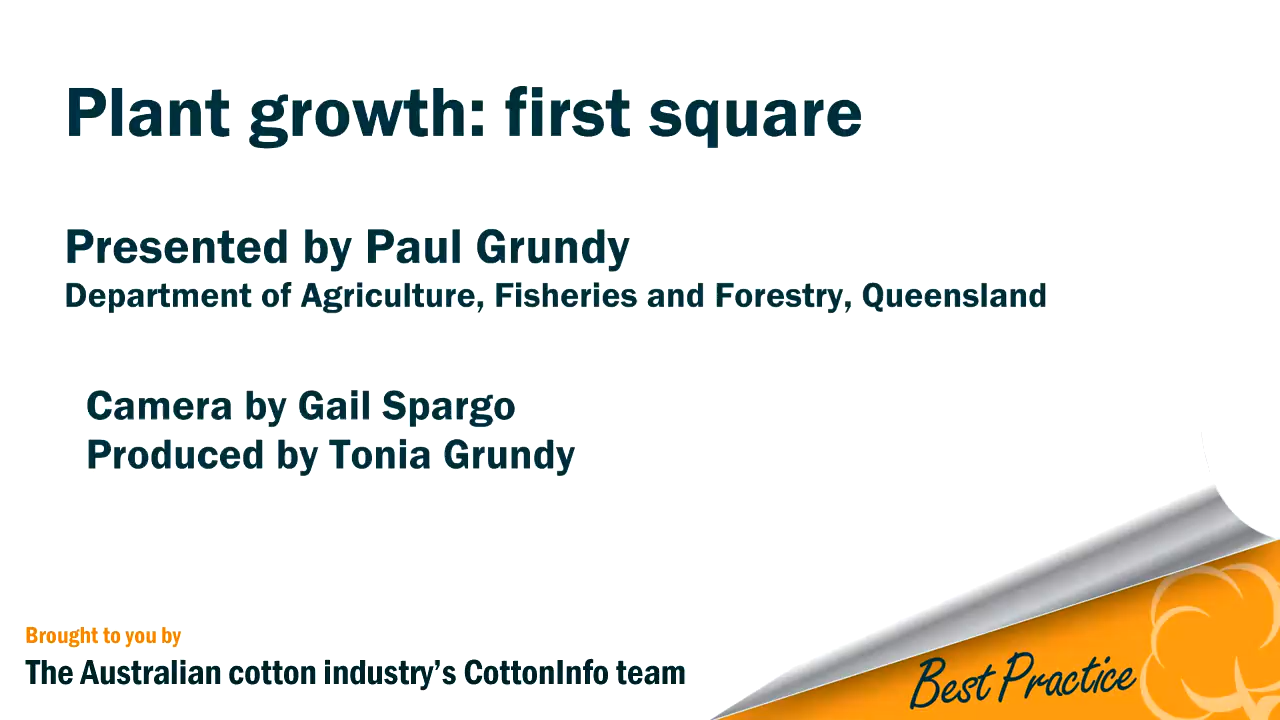 Plant growth: first square
Presented by Paul Grundy
Department of Agriculture, Fisheries and Forestry, Queensland
Camera by Gail Spargo
Produced by Tonia Grundy
Brought to you by
The Australian cotton industry’s CottonInfo team
Best Practice